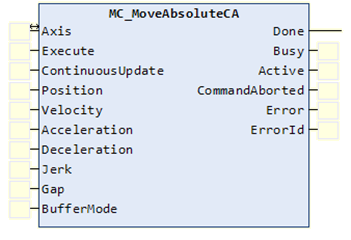 MC_MoveAbsoluteCA
Axis Done
Execute Busy
ContinuousUpdate Active
Position CommandAborted
Velocity Error
Acceleration ErrorId
Deceleration
Jerk
Gap
BufferMode